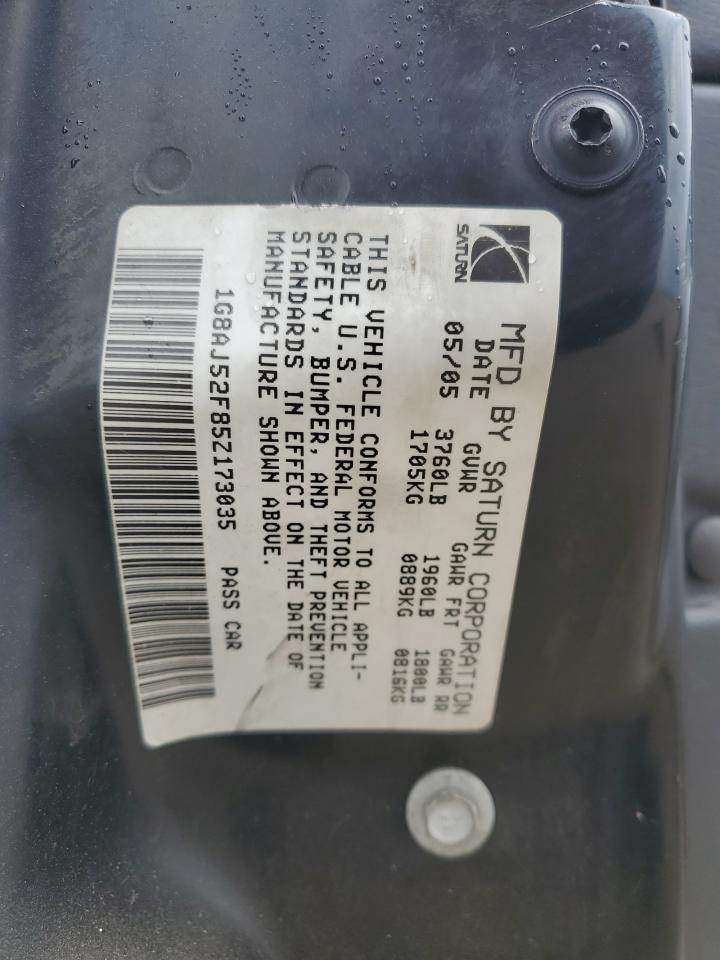 SATURN
MFD BY SATURN CORPORATION
DATE GVWR GAWR FRT GAWR RR
05/05 3760LB 1960LB 1800LB
1705KG 0889KG 0816KG
THIS VEHICLE CONFORMS TO ALL APPLI-
CABLE U.S. FEDERAL MOTOR VEHICLE
SAFETY, BUMPER, AND THEFT PREVENTION
STANDARDS IN EFFECT ON THE DATE OF
MANUFACTURE SHOWN ABOVE.
1G8AJ52F85Z173035 PASS CAR